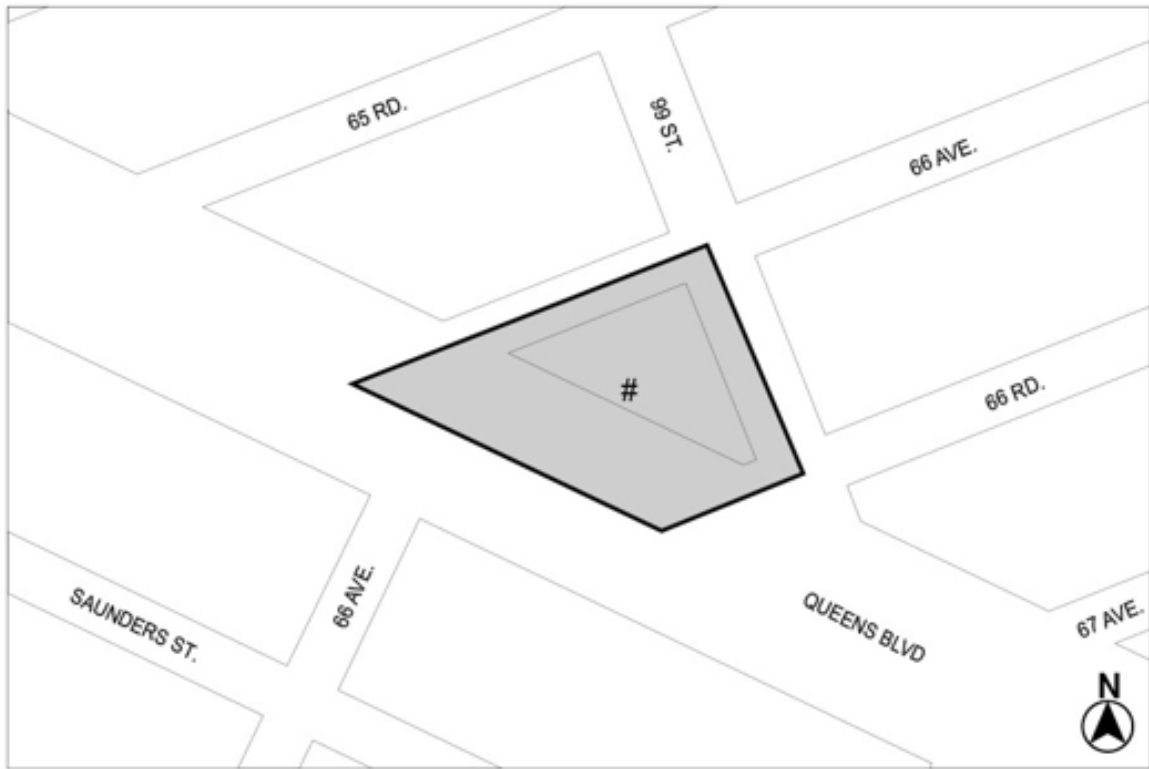 65 RD.
99 ST.
66 AVE.
#
66 RD.
66 AVE.
SAUNDERS ST.
QUEENS BLVD
67 AVE.
N